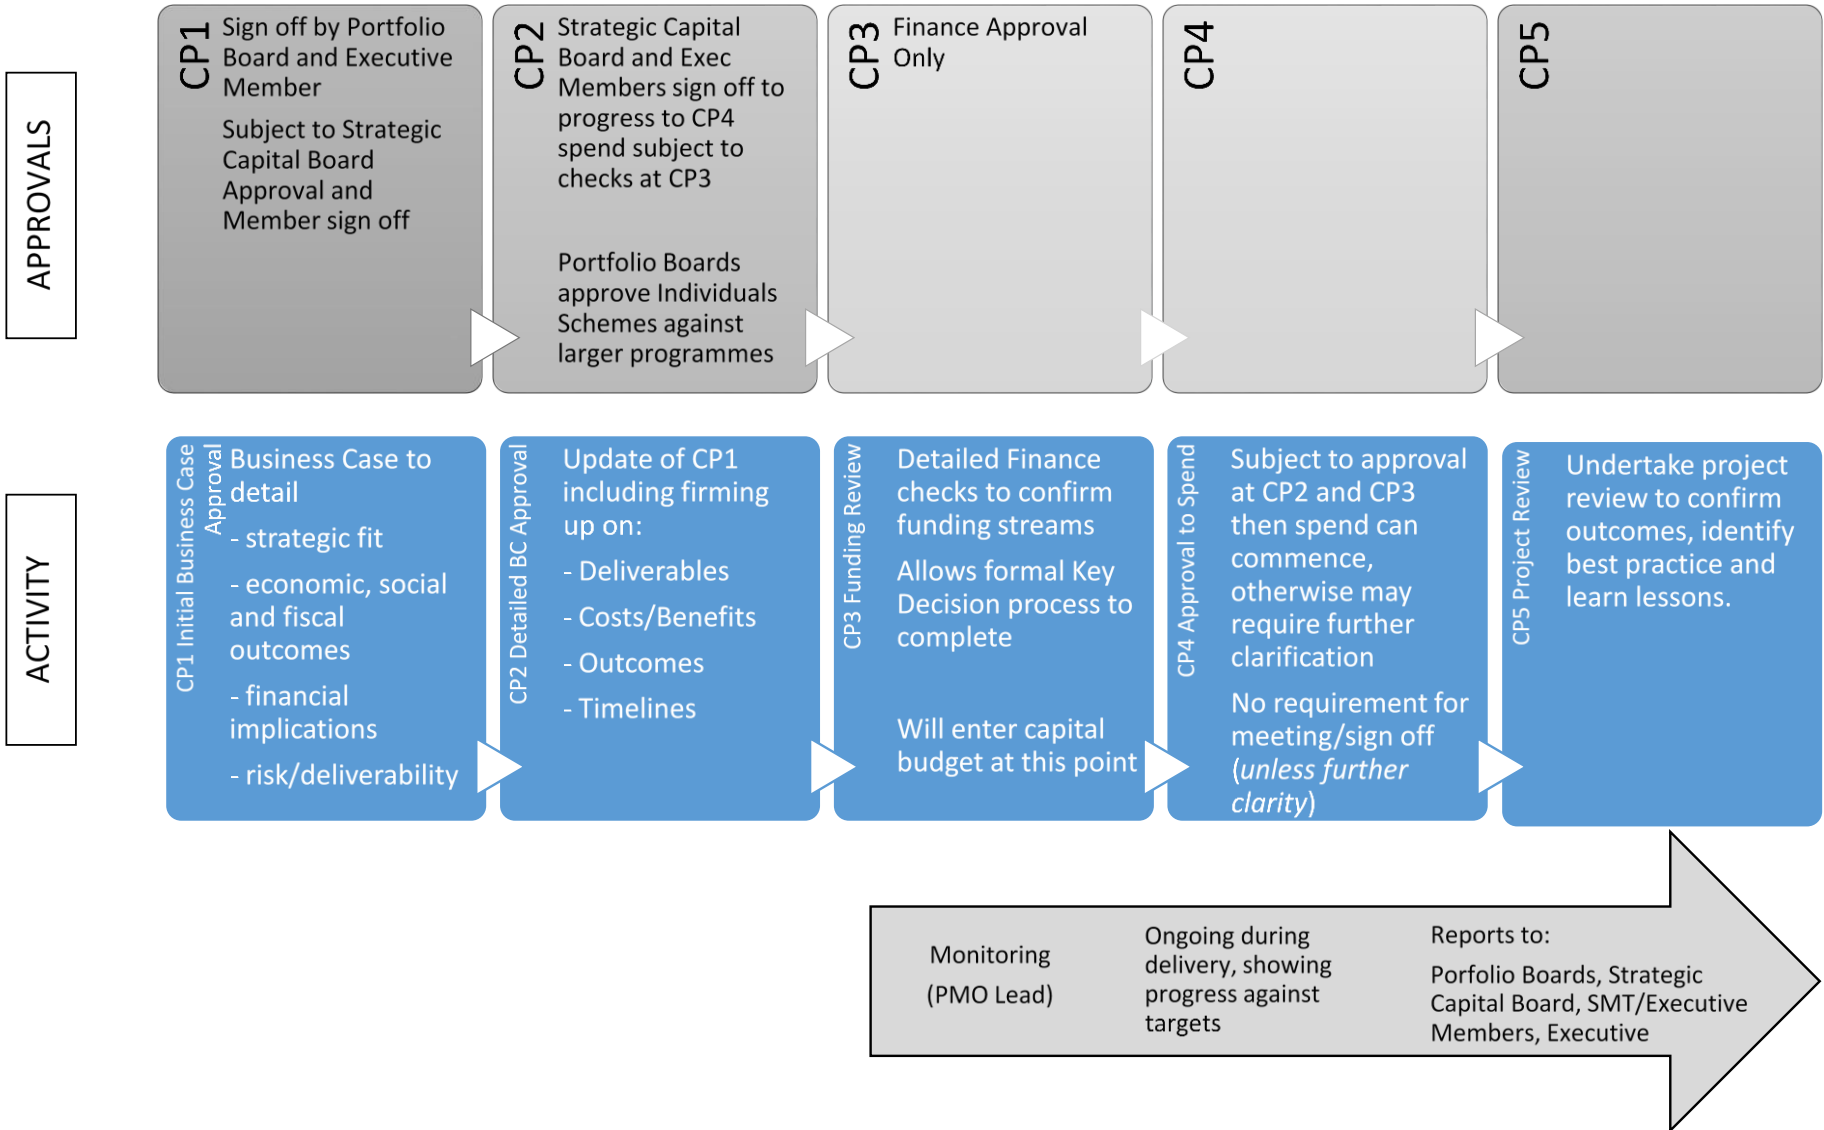 APPROVALS
CP1
Sign off by Portfolio
Board and Executive
Member
Subject to Strategic
Capital Board
Approval and
Member sign off
CP2
Strategic Capital
Board and Exec
Members sign off to
progress to CP4
spend subject to
checks at CP3
Portfolio Boards
approve Individuals
Schemes against
larger programmes
CP3
Finance Approval
Only
CP4
CP5
ACTIVITY
CP1 Initial Business Case
Approval
Business Case to
detail
- strategic fit
- economic, social
and fiscal
outcomes
- financial
implications
- risk/deliverability
CP2 Detailed BC Approval
Update of CP1
including firming
up on:
- Deliverables
- Costs/Benefits
- Outcomes
- Timelines
CP3 Funding Review
Detailed Finance
checks to confirm
funding streams
Allows formal Key
Decision process to
complete
Will enter capital
budget at this point
CP4 Approval to Spend
Subject to approval
at CP2 and CP3
then spend can
commence,
otherwise may
require further
clarification
No requirement for
meeting/sign off
(unless further
clarity)
CP5 Project Review
Undertake project
review to confirm
outcomes, identify
best practice and
learn lessons.
Monitoring
(PMO Lead)
Ongoing during
delivery, showing
progress against
targets
Reports to:
Porfolio Boards, Strategic
Capital Board, SMT/Executive
Members, Executive